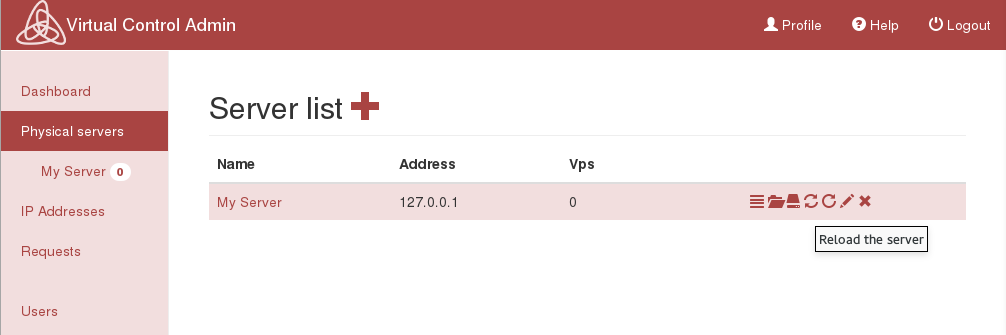 Virtual Control Admin
Profile
Help
Logout
Dashboard
Physical servers
My Server 0
IP Addresses
Requests
Users
Server list
Name Address Vps
My Server 127.0.0.1 0
Reload the server